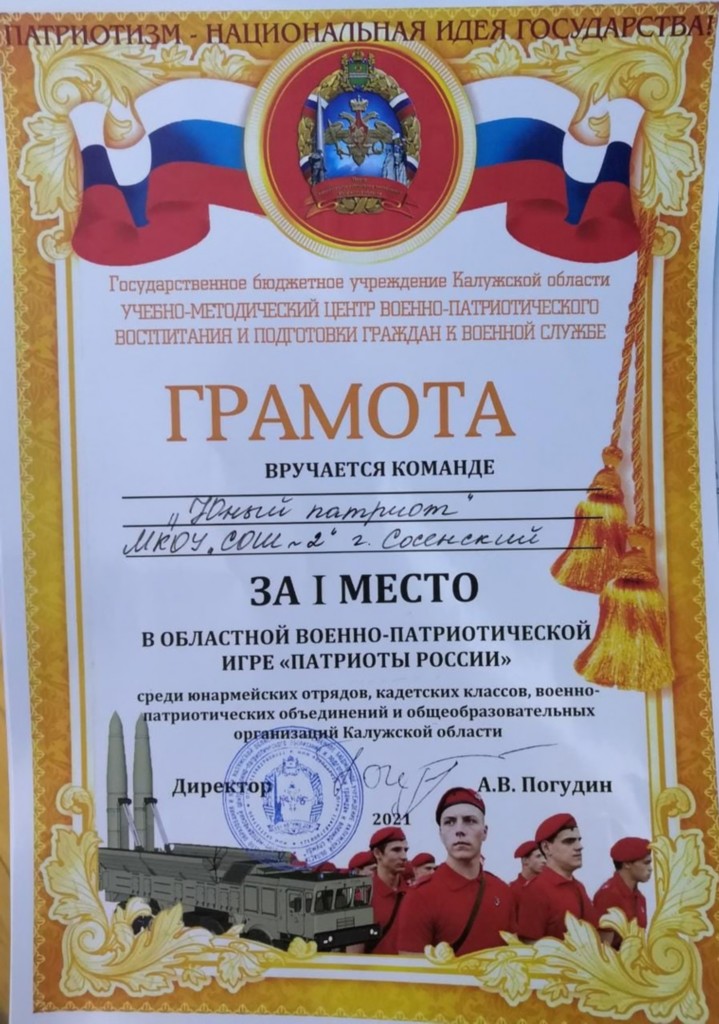 ПАТРИОТИЗМ - НАЦИОНАЛЬНАЯ ИДЕЯ ГОСУДАРСТВА!
Государственное бюджетное учреждение Калужской области
УЧЕБНО-МЕТОДИЧЕСКИЙ ЦЕНТР ВОЕННО-ПАТРИОТИЧЕСКОГО
ВОСТПИТАНИЯ И ПОДГОТОВКИ ГРАЖДАН К ВОЕННОЙ СЛУЖБЕ
ГРАМОТА
ВРУЧАЕТСЯ КОМАНДЕ
„Юный патриот"
МКОУ „СОШ ~ 2" г. Сосенский
ЗА I МЕСТО
В ОБЛАСТНОЙ ВОЕННО-ПАТРИОТИЧЕСКОЙ
ИГРЕ «ПАТРИОТЫ РОССИИ»
среди юнармейских отрядов, кадетских классов, военно-
патриотических объединений и общеобразовательных
организаций Калужской области
Директор А.В. Погудин
2021